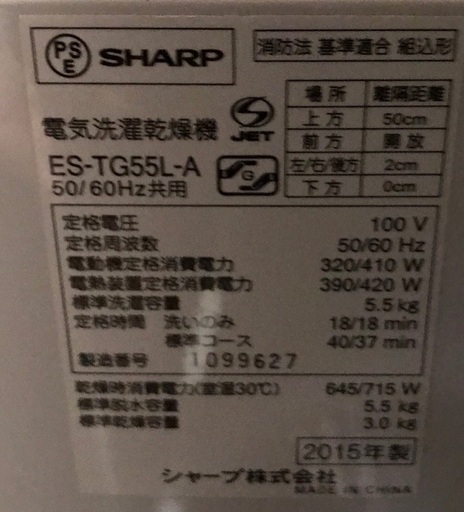 PS E SHARP
消防法 基準適合 組込形
電気洗濯乾燥機
JET
ES-TG55L-A
50/60Hz共用
G
場所 離隔距離
上方 50cm
前方 開放
左/右/後方 2cm
下方 0cm
定格電圧 100 V
定格周波数 50/60 Hz
電動機定格消費電力 320/410 W
電熱装置定格消費電力 390/420 W
標準洗濯容量 5.5 kg
定格時間 洗いのみ 18/18 min
標準コース 40/37 min
製造番号 1099627
乾燥時消費電力(室温30℃) 645/715 W
標準脱水容量 5.5 kg
標準乾燥容量 3.0 kg
2015年製
シャープ株式会社
MADE IN CHINA